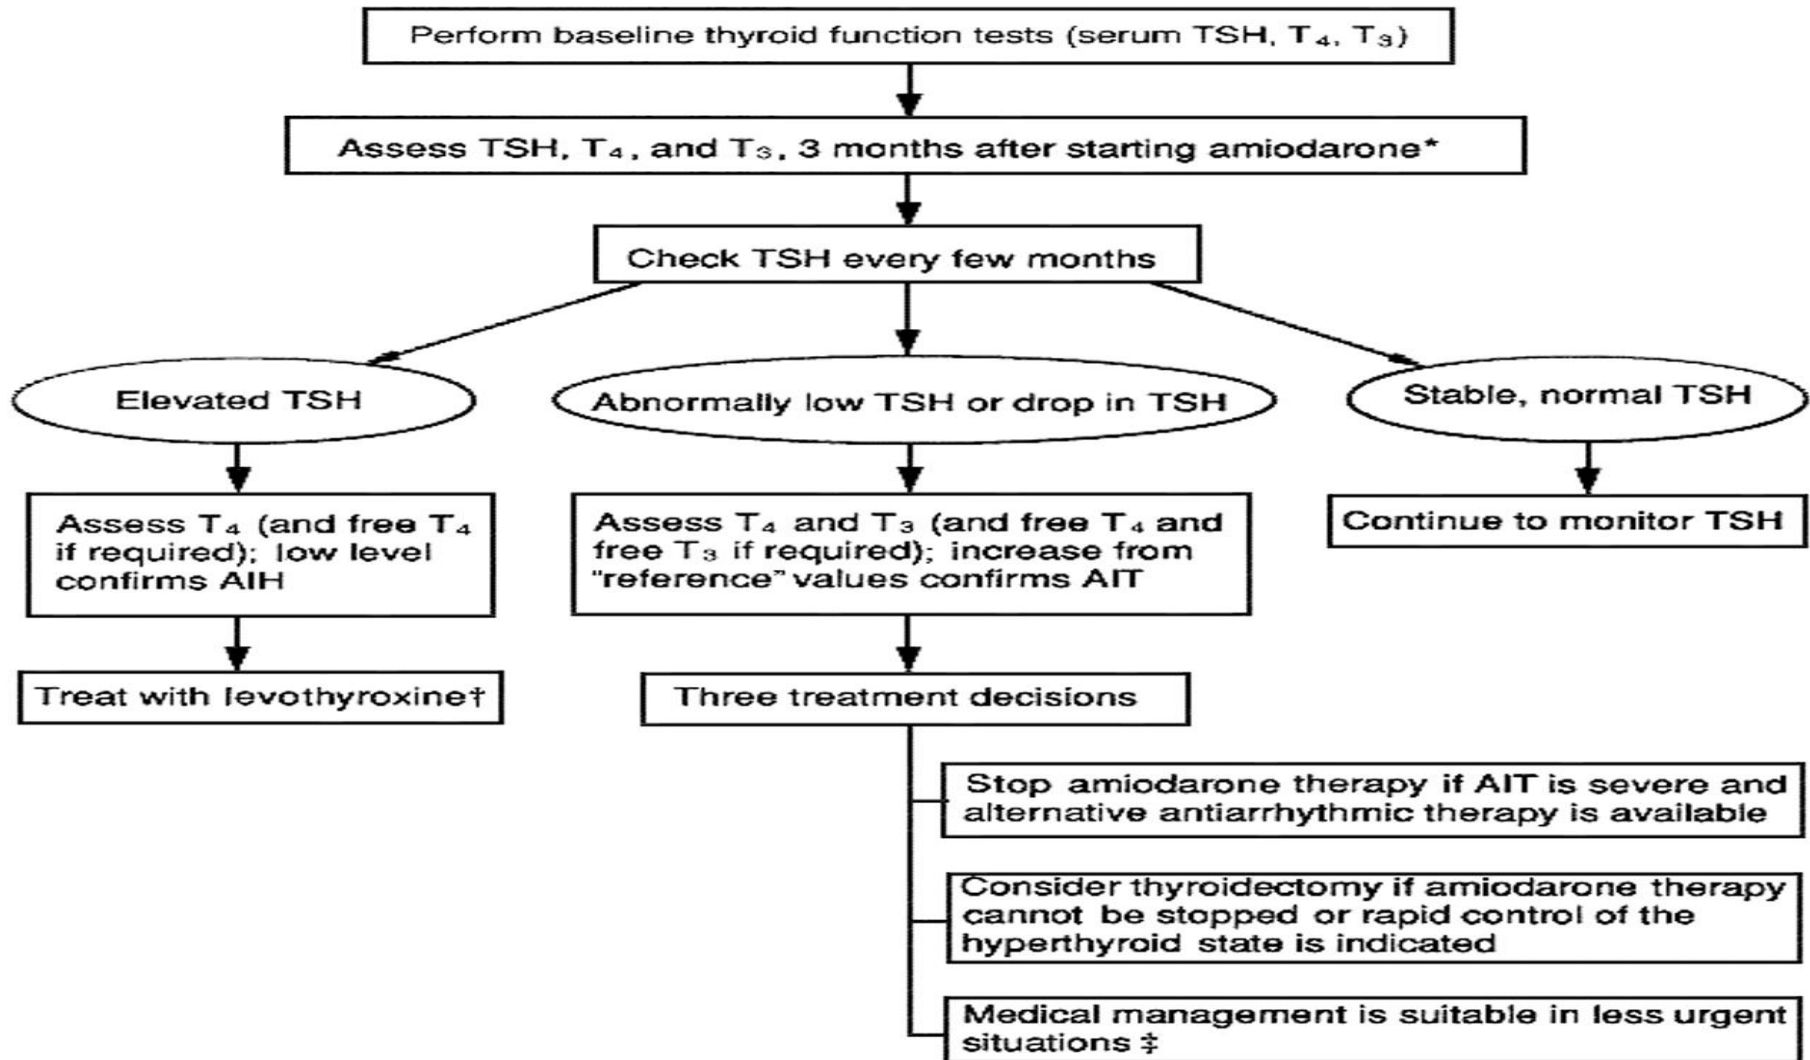 Perform baseline thyroid function tests (serum TSH, T₄, T₃)
Assess TSH, T₄, and T₃, 3 months after starting amiodarone*
Check TSH every few months
Elevated TSH
Abnormally low TSH or drop in TSH
Stable, normal TSH
Assess T₄ (and free T₄
if required); low level
confirms AIH
Assess T₄ and T₃ (and free T₄ and
free T₃ if required); increase from
"reference" values confirms AIT
Continue to monitor TSH
Treat with levothyroxine†
Three treatment decisions
Stop amiodarone therapy if AIT is severe and
alternative antiarrhythmic therapy is available
Consider thyroidectomy if amiodarone therapy
cannot be stopped or rapid control of the
hyperthyroid state is indicated
Medical management is suitable in less urgent
situations ‡